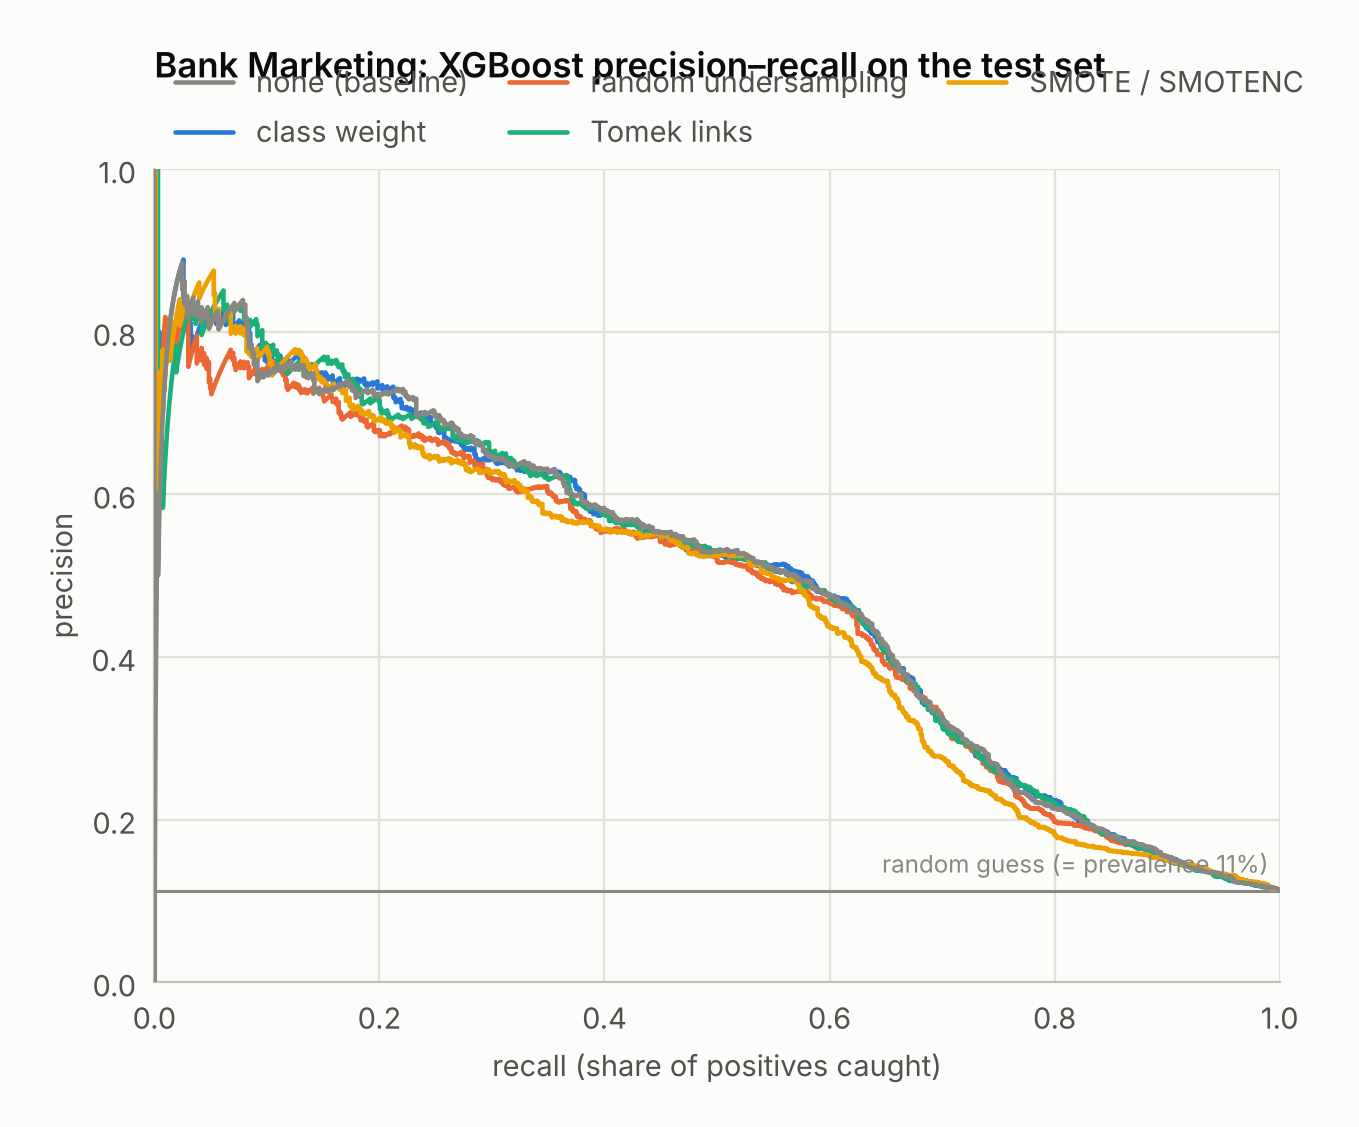 Bank Marketing: XGBoost precision–recall on the test set
none (baseline) random undersampling SMOTE / SMOTENC
class weight Tomek links
1.0
0.8
0.6
0.4
0.2
0.0
precision
random guess (= prevalence 11%)
0.0 0.2 0.4 0.6 0.8 1.0
recall (share of positives caught)